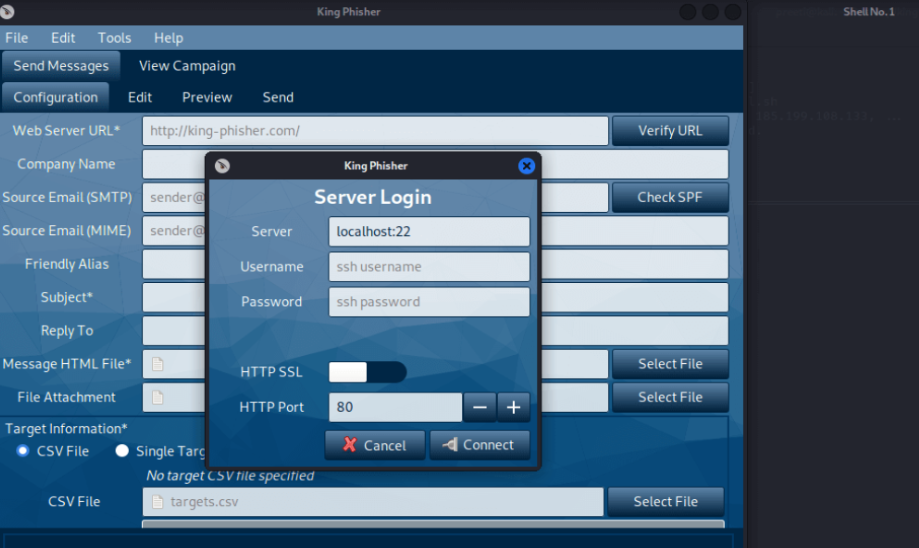 King Phisher
Shell No. 1
File Edit Tools Help
Send Messages View Campaign
Configuration Edit Preview Send
Web Server URL* http://king-phisher.com/ Verify URL
Company Name
Source Email (SMTP) sender@ Check SPF
Source Email (MIME) sender@
Friendly Alias
Subject*
Reply To
Message HTML File* Select File
File Attachment Select File
Target Information*
CSV File Single Targ
No target CSV file specified
CSV File targets.csv Select File
King Phisher
Server Login
Server localhost:22
Username ssh username
Password ssh password
HTTP SSL
HTTP Port 80 − +
Cancel Connect